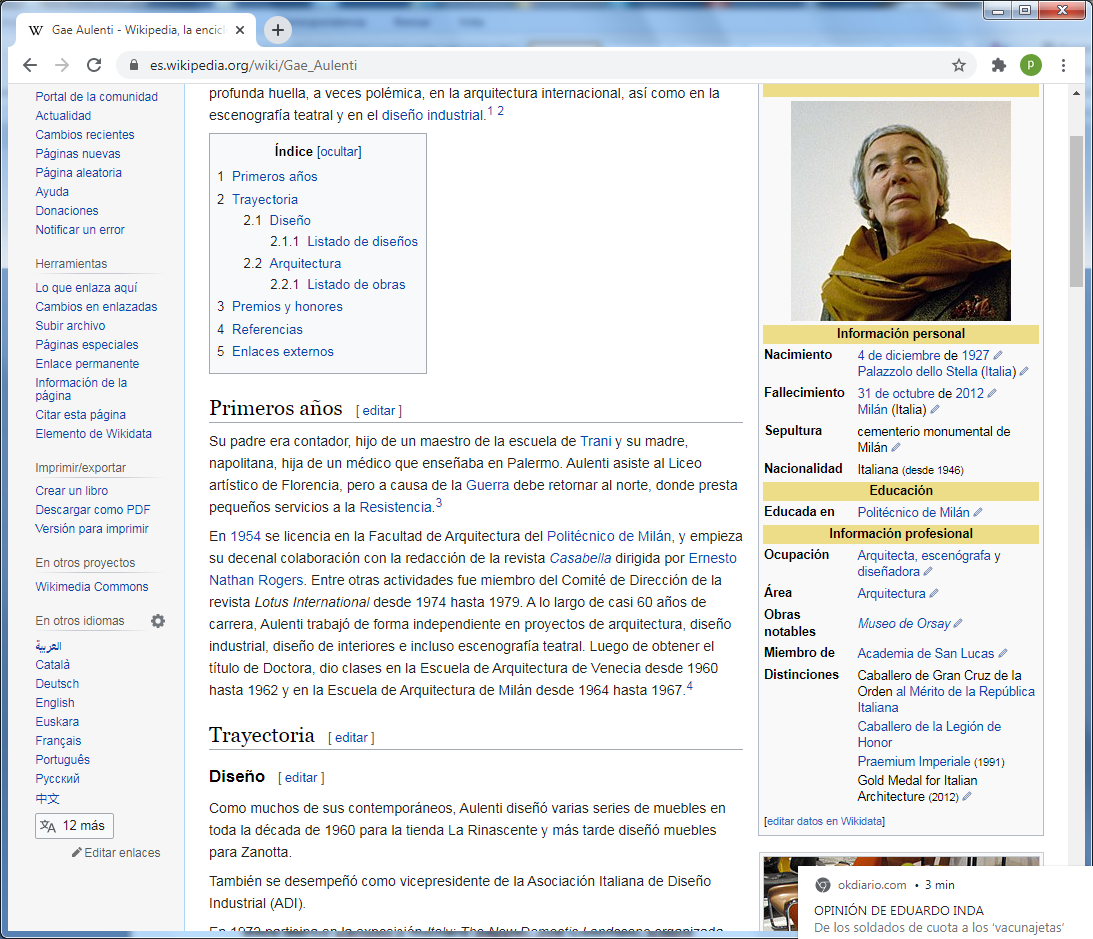 Gae Aulenti - Wikipedia, la encicl
es.wikipedia.org/wiki/Gae_Aulenti
P
Portal de la comunidad
Actualidad
Cambios recientes
Páginas nuevas
Página aleatoria
Ayuda
Donaciones
Notificar un error
Herramientas
Lo que enlaza aquí
Cambios en enlazadas
Subir archivo
Páginas especiales
Enlace permanente
Información de la
página
Citar esta página
Elemento de Wikidata
Imprimir/exportar
Crear un libro
Descargar como PDF
Versión para imprimir
En otros proyectos
Wikimedia Commons
En otros idiomas
العربية
Català
Deutsch
English
Euskara
Français
Português
Русский
中文
12 más
Editar enlaces
profunda huella, a veces polémica, en la arquitectura internacional, así como en la
escenografía teatral y en el diseño industrial.1 2
Índice [ocultar]
1 Primeros años
2 Trayectoria
2.1 Diseño
2.1.1 Listado de diseños
2.2 Arquitectura
2.2.1 Listado de obras
3 Premios y honores
4 Referencias
5 Enlaces externos
Primeros años [ editar ]
Su padre era contador, hijo de un maestro de la escuela de Trani y su madre,
napolitana, hija de un médico que enseñaba en Palermo. Aulenti asiste al Liceo
artístico de Florencia, pero a causa de la Guerra debe retornar al norte, donde presta
pequeños servicios a la Resistencia.3
En 1954 se licencia en la Facultad de Arquitectura del Politécnico de Milán, y empieza
su decenal colaboración con la redacción de la revista Casabella dirigida por Ernesto
Nathan Rogers. Entre otras actividades fue miembro del Comité de Dirección de la
revista Lotus International desde 1974 hasta 1979. A lo largo de casi 60 años de
carrera, Aulenti trabajó de forma independiente en proyectos de arquitectura, diseño
industrial, diseño de interiores e incluso escenografía teatral. Luego de obtener el
título de Doctora, dio clases en la Escuela de Arquitectura de Venecia desde 1960
hasta 1962 y en la Escuela de Arquitectura de Milán desde 1964 hasta 1967.4
Trayectoria [ editar ]
Diseño [ editar ]
Como muchos de sus contemporáneos, Aulenti diseñó varias series de muebles en
toda la década de 1960 para la tienda La Rinascente y más tarde diseñó muebles
para Zanotta.
También se desempeñó como vicepresidente de la Asociación Italiana de Diseño
Industrial (ADI).
En 1972 participa en la exposición Italy: The New Domestic Landscape organizada
Información personal
Nacimiento 4 de diciembre de 1927
Palazzolo dello Stella (Italia)
Fallecimiento 31 de octubre de 2012
Milán (Italia)
Sepultura cementerio monumental de
Milán
Nacionalidad Italiana (desde 1946)
Educación
Educada en Politécnico de Milán
Información profesional
Ocupación Arquitecta, escenógrafa y
diseñadora
Área Arquitectura
Obras
notables Museo de Orsay
Miembro de Academia de San Lucas
Distinciones Caballero de Gran Cruz de la
Orden al Mérito de la República
Italiana
Caballero de la Legión de
Honor
Praemium Imperiale (1991)
Gold Medal for Italian
Architecture (2012)
[editar datos en Wikidata]
okdiario.com • 3 min
OPINIÓN DE EDUARDO INDA
De los soldados de cuota a los 'vacunajetas'